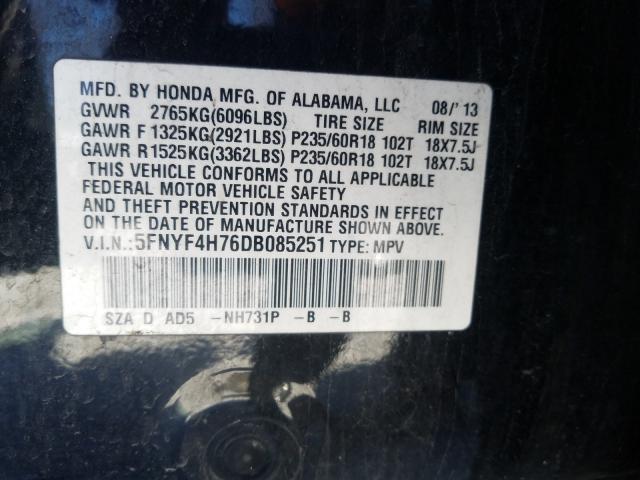 MFD. BY HONDA MFG. OF ALABAMA, LLC 08/'13
GVWR 2765KG(6096LBS) TIRE SIZE RIM SIZE
GAWR F 1325KG(2921LBS) P235/60R18 102T 18X7.5J
GAWR R1525KG(3362LBS) P235/60R18 102T 18X7.5J
THIS VEHICLE CONFORMS TO ALL APPLICABLE
FEDERAL MOTOR VEHICLE SAFETY
AND THEFT PREVENTION STANDARDS IN EFFECT
ON THE DATE OF MANUFACTURE SHOWN ABOVE.
V.I.N.:5FNYF4H76DB085251 TYPE: MPV
SZA D AD5 -NH731P -B -B